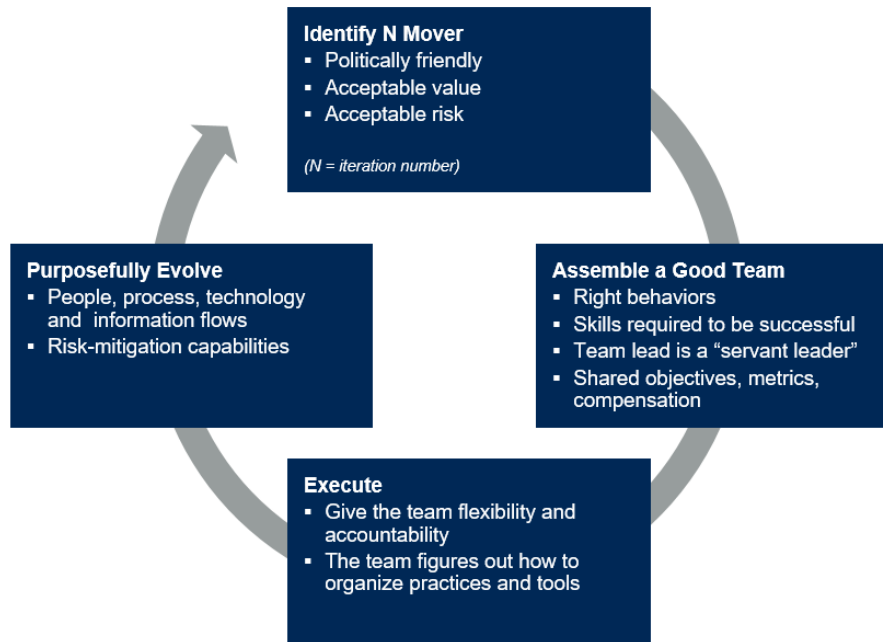 Identify N Mover
▪ Politically friendly
▪ Acceptable value
▪ Acceptable risk
(N = iteration number)
Assemble a Good Team
▪ Right behaviors
▪ Skills required to be successful
▪ Team lead is a “servant leader”
▪ Shared objectives, metrics,
compensation
Execute
▪ Give the team flexibility and
accountability
▪ The team figures out how to
organize practices and tools
Purposefully Evolve
▪ People, process, technology
and information flows
▪ Risk-mitigation capabilities